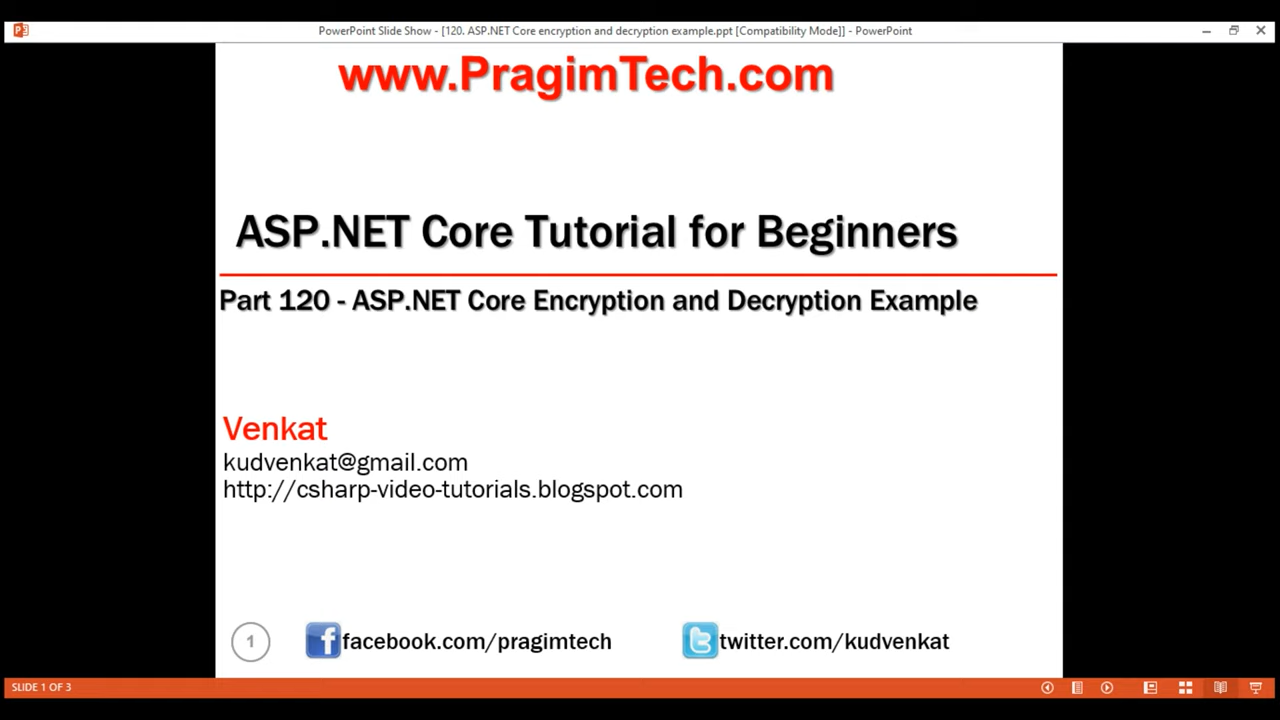 PowerPoint Slide Show - [120. ASP.NET Core encryption and decryption example.ppt [Compatibility Mode]] - PowerPoint
www.PragimTech.com
ASP.NET Core Tutorial for Beginners
Part 120 - ASP.NET Core Encryption and Decryption Example
Venkat
kudvenkat@gmail.com
http://csharp-video-tutorials.blogspot.com
1 facebook.com/pragimtech twitter.com/kudvenkat
SLIDE 1 OF 3